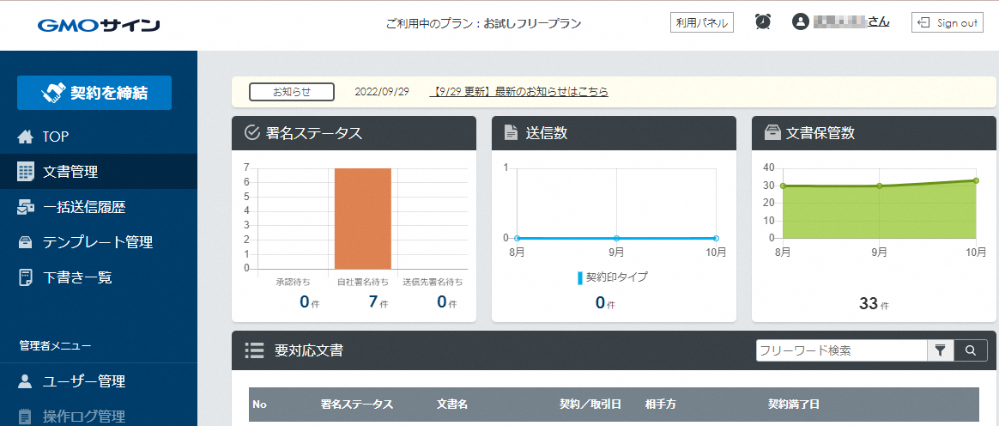 GMOサイン
ご利用中のプラン：お試しフリープラン
利用パネル
さん
Sign out
契約を締結
TOP
文書管理
一括送信履歴
テンプレート管理
下書き一覧
管理者メニュー
ユーザー管理
操作ログ管理
お知らせ 2022/09/29 【9/29 更新】最新のお知らせはこちら
署名ステータス
7
6
5
4
3
2
1
0
承認待ち 自社署名待ち 送信先署名待ち
0件 7件 0件
送信数
1
0
8月 9月 10月
契約印タイプ
0件
文書保管数
40
30
20
10
0
8月 9月 10月
33件
要対応文書
フリーワード検索
No 署名ステータス 文書名 契約／取引日 相手方 契約満了日